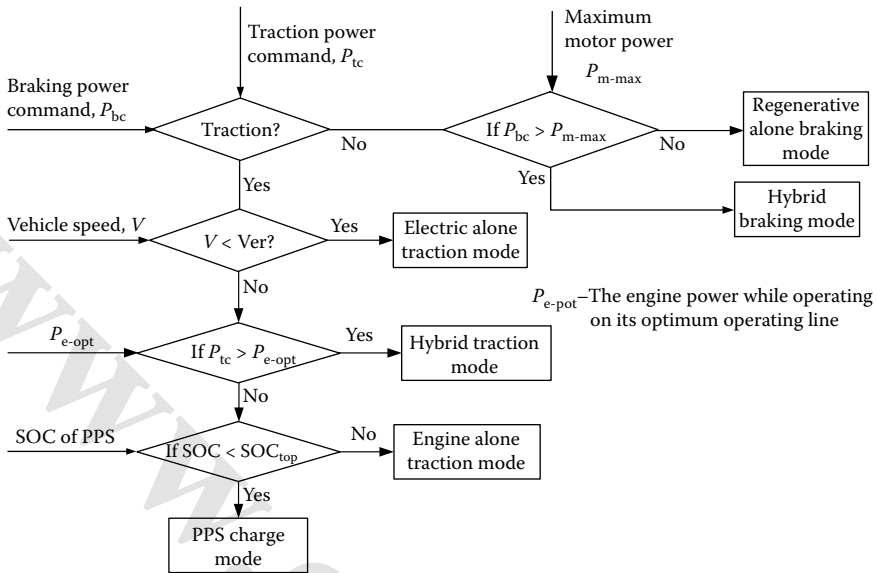 Traction power
command, P_tc
Maximum
motor power
P_m-max
Braking power
command, P_bc
Traction?
No
If P_bc > P_m-max
No
Regenerative
alone braking
mode
Yes
Yes
Hybrid
braking mode
Vehicle speed, V
V < Ver?
Yes
Electric alone
traction mode
No
P_e-pot–The engine power while operating
on its optimum operating line
P_e-opt
If P_tc > P_e-opt
Yes
Hybrid traction
mode
No
SOC of PPS
If SOC < SOC_top
No
Engine alone
traction mode
Yes
PPS charge
mode
www